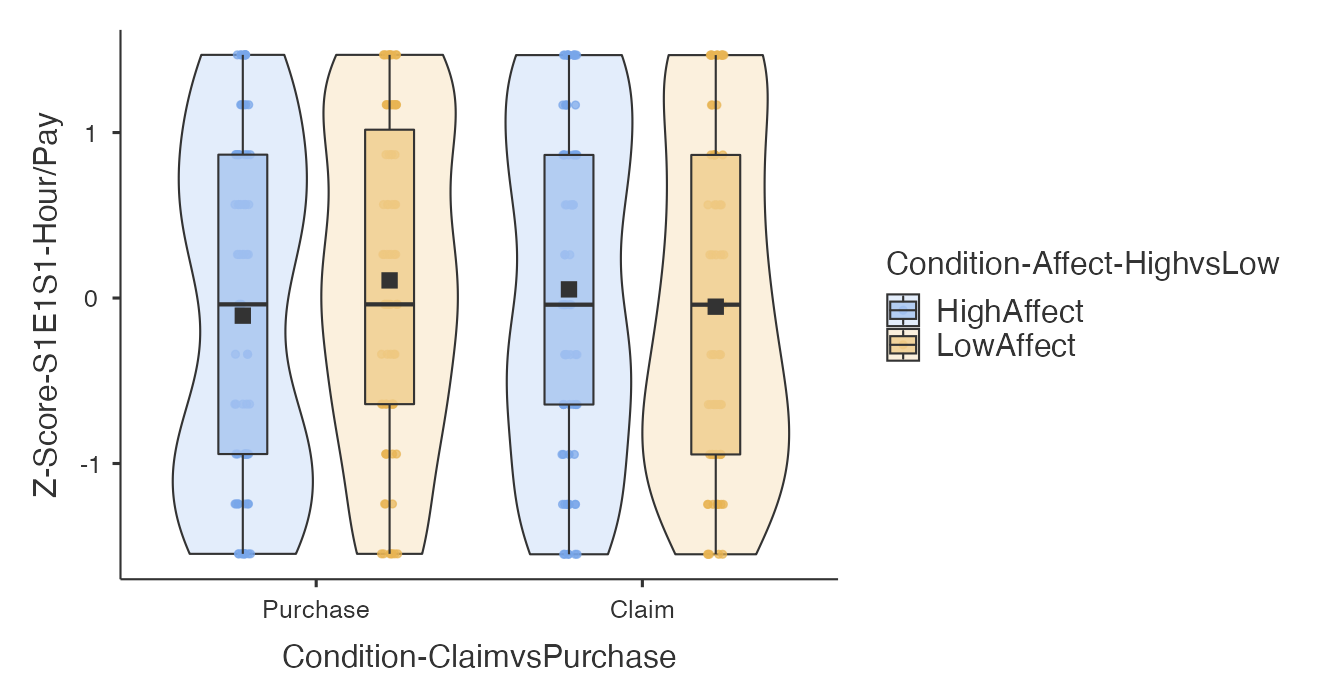 Z-Score-S1E1S1-Hour/Pay
1
0
-1
Purchase
Claim
Condition-ClaimvsPurchase
Condition-Affect-HighvsLow
HighAffect
LowAffect